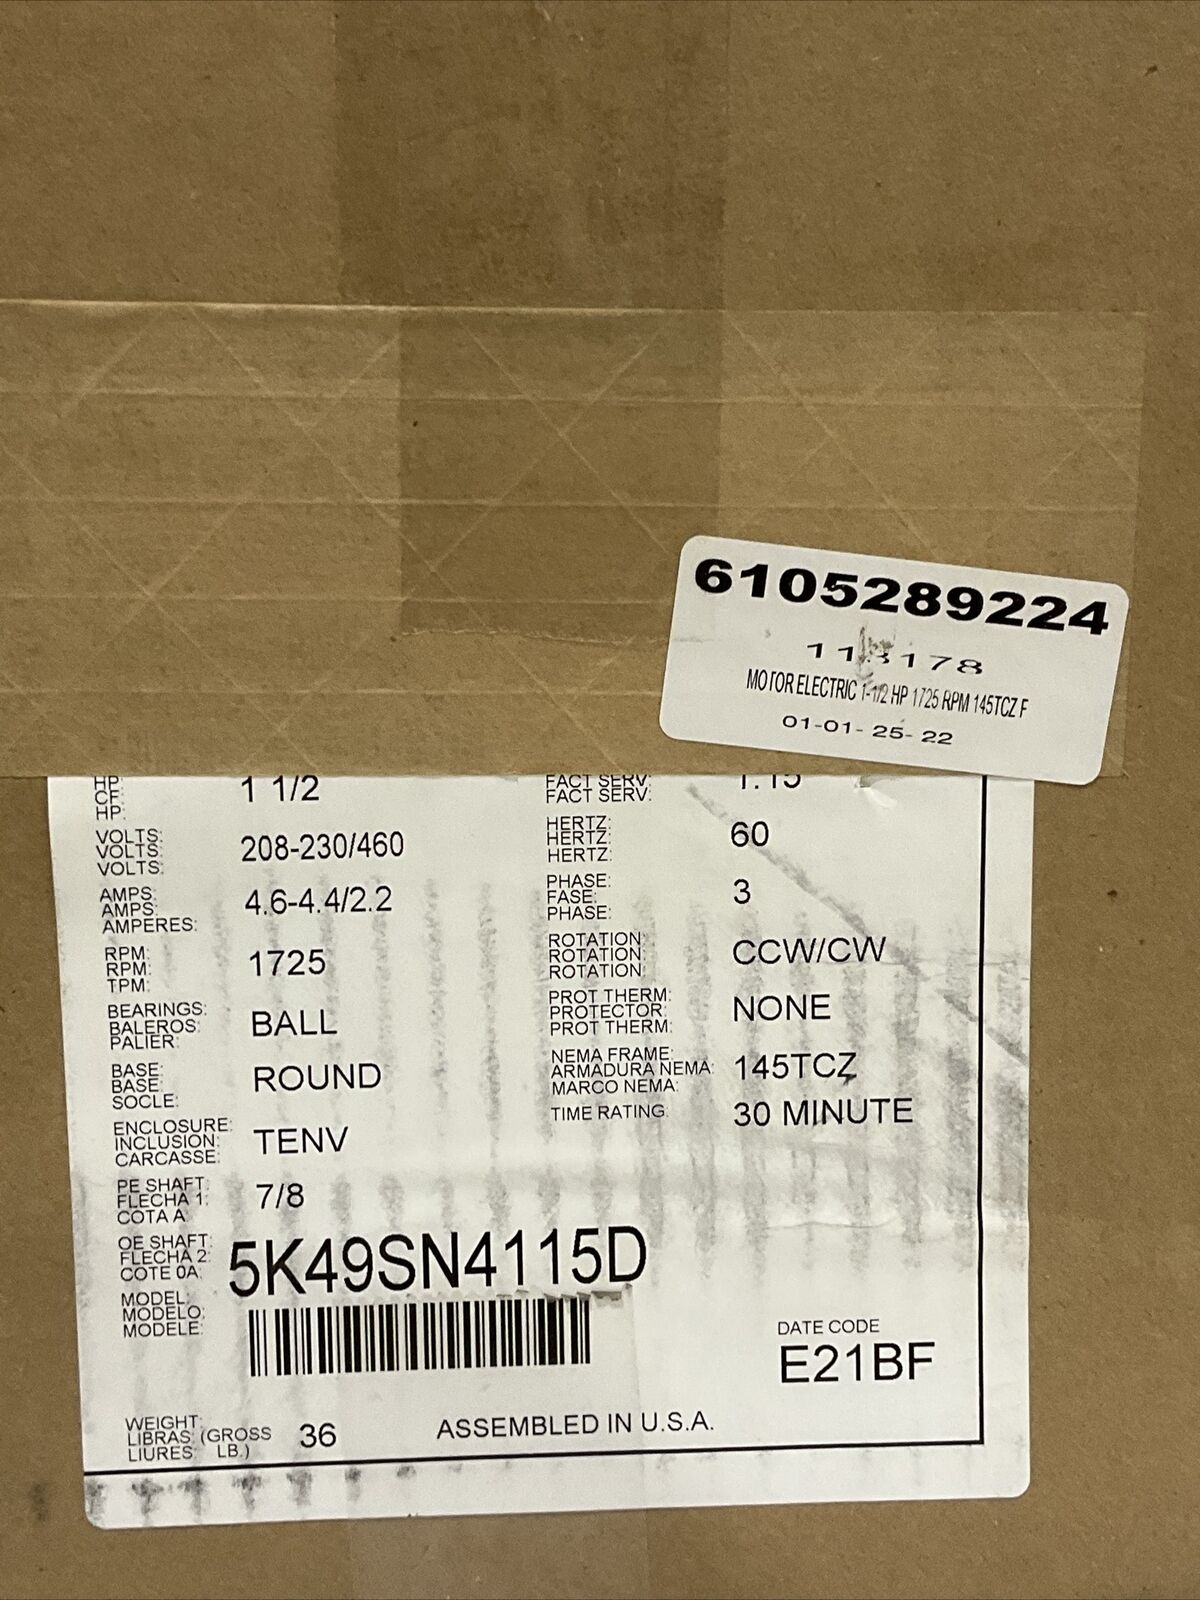 6105289224
MOTOR ELECTRIC 1-1/2 HP 1725 RPM 145TCZ F
01-01- 25- 22
HP:
CF:
HP:
1 1/2
FACT SERV:
FACT SERV:
1.15
VOLTS:
VOLTS:
VOLTS:
208-230/460
HERTZ:
HERTZ:
HERTZ:
60
AMPS:
AMPS:
AMPERES:
4.6-4.4/2.2
PHASE:
FASE:
PHASE:
3
RPM:
RPM:
TPM:
1725
ROTATION:
ROTATION:
ROTATION:
CCW/CW
BEARINGS:
BALEROS:
PALIER:
BALL
PROT THERM:
PROTECTOR:
PROT THERM:
NONE
BASE:
BASE:
SOCLE:
ROUND
NEMA FRAME:
ARMADURA NEMA:
MARCO NEMA:
145TCZ
TIME RATING:
30 MINUTE
ENCLOSURE:
INCLUSION:
CARCASSE:
TENV
PE SHAFT:
FLECHA 1:
COTA A
7/8
OE SHAFT:
FLECHA 2:
COTE 0A:
5K49SN4115D
MODEL:
MODELO:
MODELE:
DATE CODE
E21BF
WEIGHT:
LIBRAS (GROSS
LIURES: LB.)
36
ASSEMBLED IN U.S.A.